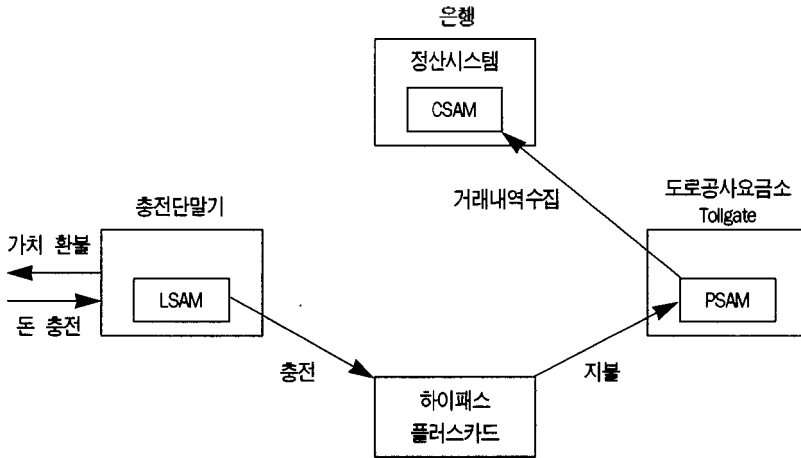 은행
정산시스템
CSAM
거래내역수집
도로공사요금소
Tollgate
PSAM
충전단말기
가치 환불
LSAM
돈 충전
충전
지불
하이패스
플러스카드